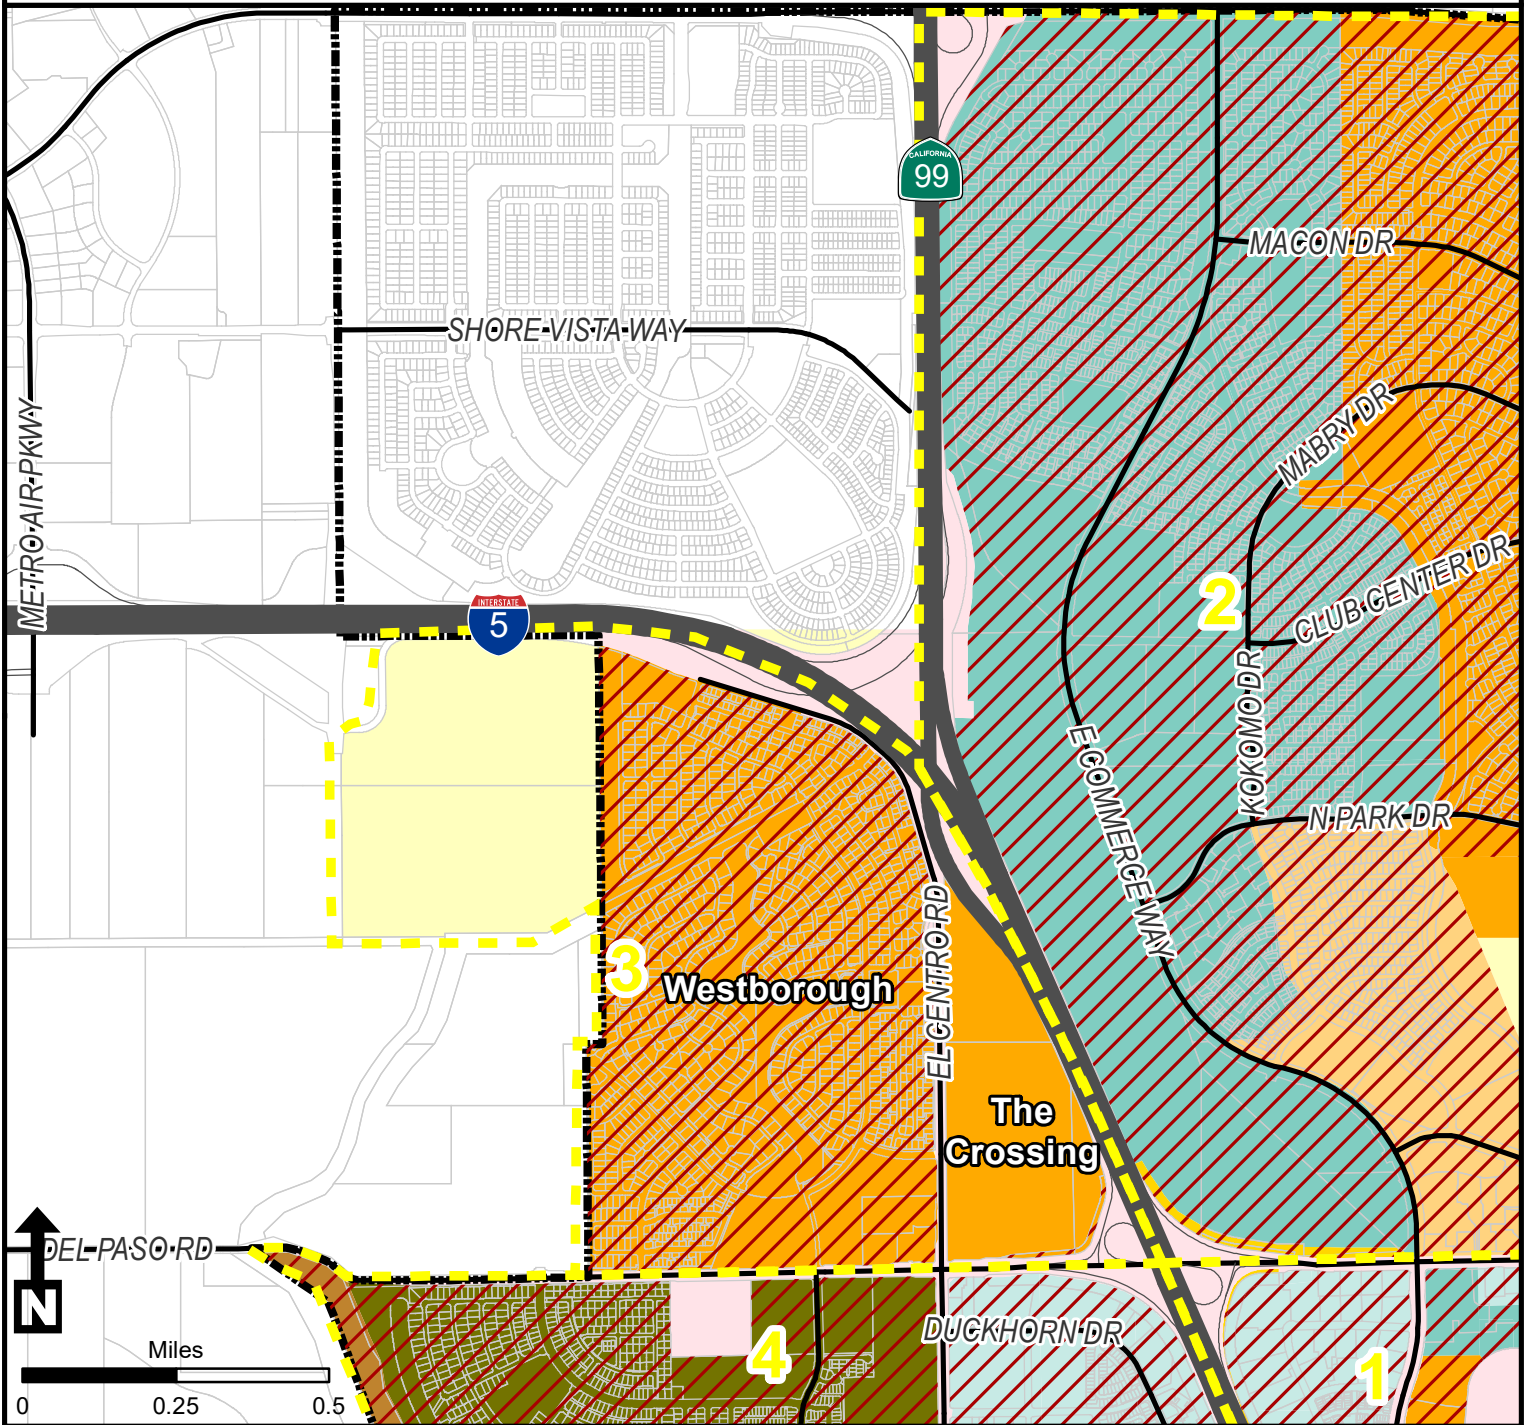 CALIFORNIA
99
MACON DR
SHORE VISTA WAY
METRO AIR PKWY
MABRY DR
CLUB CENTER DR
2
INTERSTATE
5
KOKOMO DR
E COMMERCE WAY
N PARK DR
3
Westborough
EL CENTRO RD
The
Crossing
DEL PASO RD
N
Miles
0
0.25
0.5
4
DUCKHORN DR
1